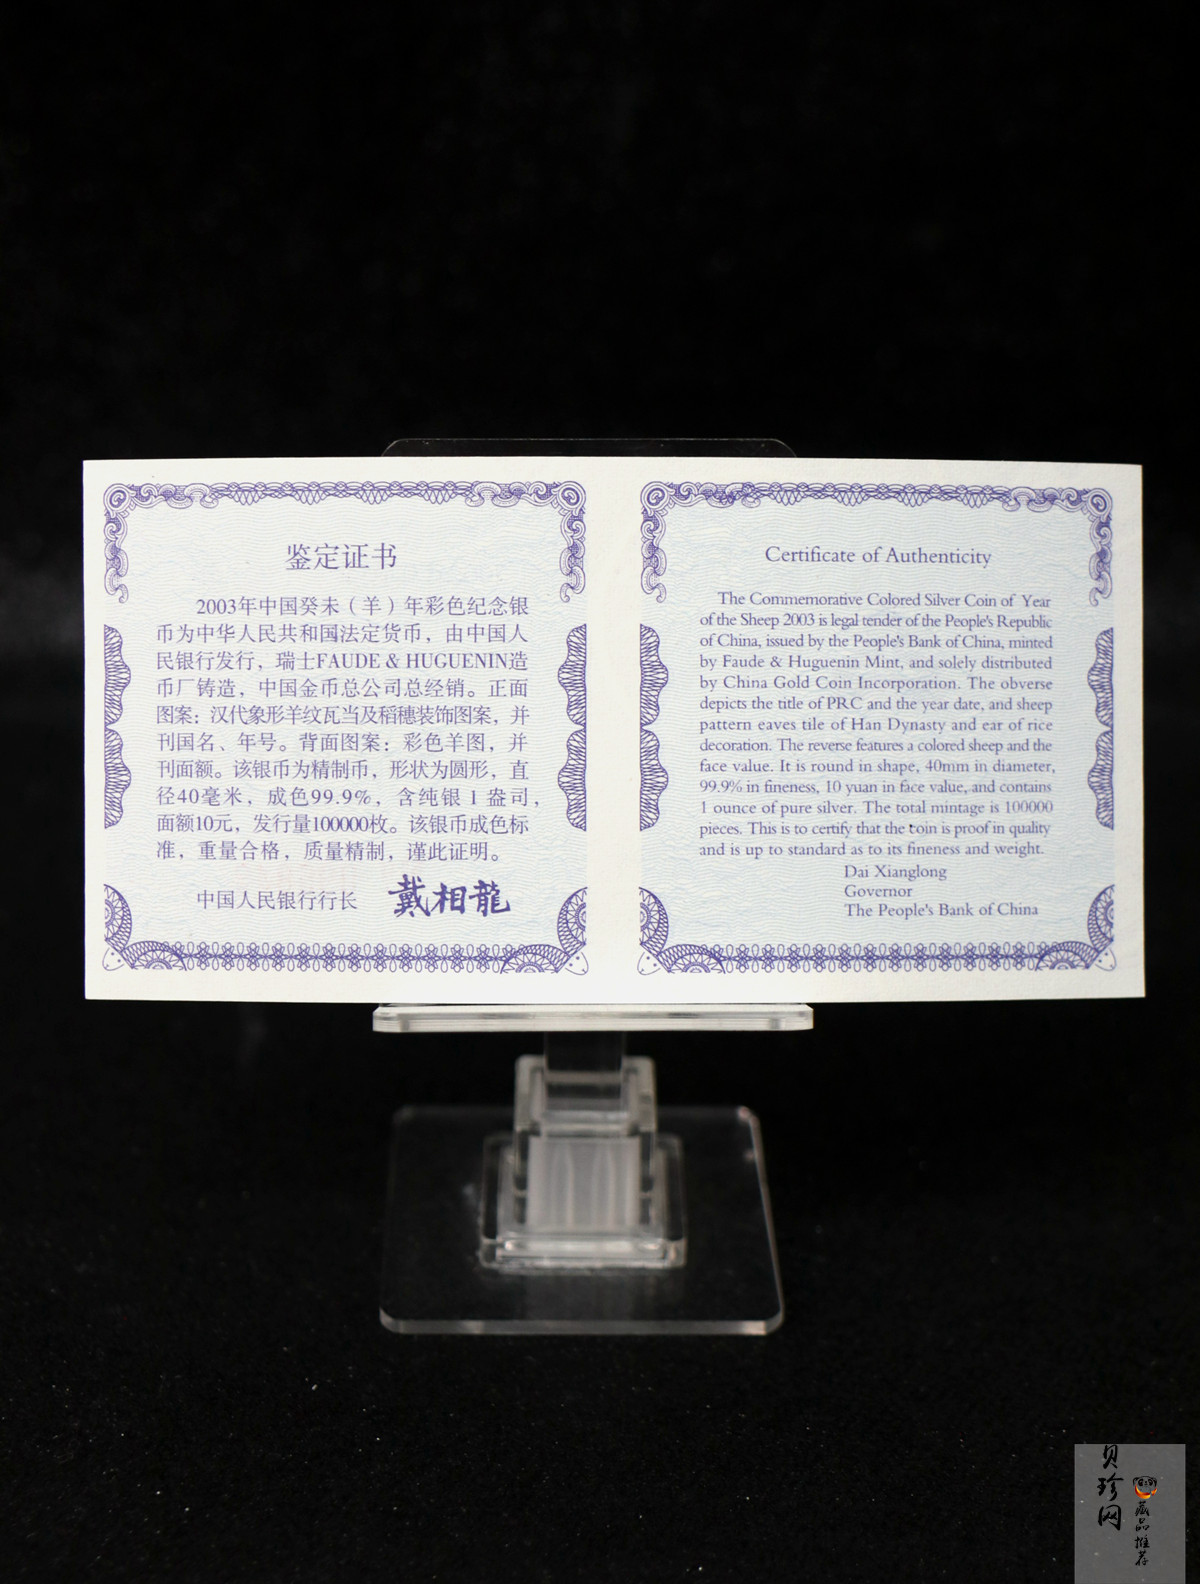 鉴定证书
2003年中国癸未（羊）年彩色纪念银
币为中华人民共和国法定货币，由中国人
民银行发行，瑞士FAUDE & HUGUENIN造
币厂铸造，中国金币总公司总经销。正面
图案：汉代象形羊纹瓦当及稻穗装饰图案，并
刊国名、年号。背面图案：彩色羊图，并
刊面额。该银币为精制币，形状为圆形，直
径40毫米，成色99.9%，含纯银1盎司，
面额10元，发行量100000枚。该银币成色标
准，重量合格，质量精制，谨此证明。
中国人民银行行长 戴相龍
Certificate of Authenticity
The Commemorative Colored Silver Coin of Year
of the Sheep 2003 is legal tender of the People's Republic
of China, issued by the People's Bank of China, minted
by Faude & Huguenin Mint, and solely distributed
by China Gold Coin Incorporation. The obverse
depicts the title of PRC and the year date, and sheep
pattern eaves tile of Han Dynasty and ear of rice
decoration. The reverse features a colored sheep and the
face value. It is round in shape, 40mm in diameter,
99.9% in fineness, 10 yuan in face value, and contains
1 ounce of pure silver. The total mintage is 100000
pieces. This is to certify that the coin is proof in quality
and is up to standard as to its fineness and weight.
Dai Xianglong
Governor
The People's Bank of China
贝珍网
藏品推荐